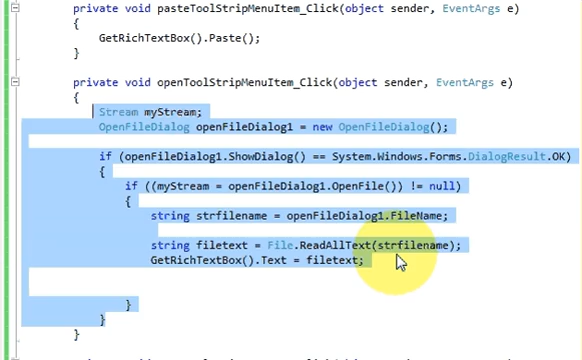 private void pasteToolStripMenuItem_Click(object sender, EventArgs e)
{
GetRichTextBox().Paste();
}
private void openToolStripMenuItem_Click(object sender, EventArgs e)
{
Stream myStream;
OpenFileDialog openFileDialog1 = new OpenFileDialog();
if (openFileDialog1.ShowDialog() == System.Windows.Forms.DialogResult.OK)
{
if ((myStream = openFileDialog1.OpenFile()) != null)
{
string strfilename = openFileDialog1.FileName;
string filetext = File.ReadAllText(strfilename);
GetRichTextBox().Text = filetext;
}
}
}